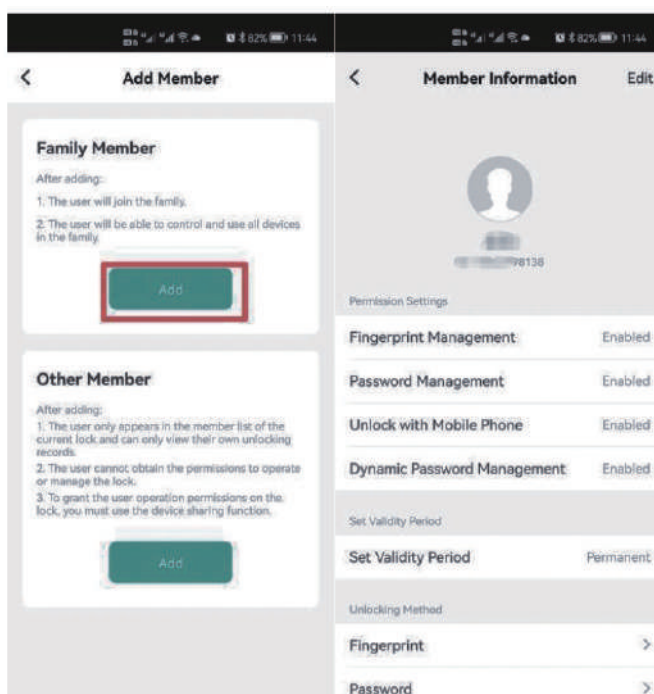 82% 11:44
Add Member
Family Member
After adding:
1. The user will join the family.
2. The user will be able to control and use all devices
in the family.
Add
Other Member
After adding:
1. The user only appears in the member list of the
current lock and can only view their own unlocking
records.
2. The user cannot obtain the permissions to operate
or manage the lock.
3. To grant the user operation permissions on the
lock, you must use the device sharing function.
Add
82% 11:44
Member Information
Edit
98138
Permission Settings
Fingerprint Management Enabled
Password Management Enabled
Unlock with Mobile Phone Enabled
Dynamic Password Management Enabled
Set Validity Period
Set Validity Period Permanent
Unlocking Method
Fingerprint
Password